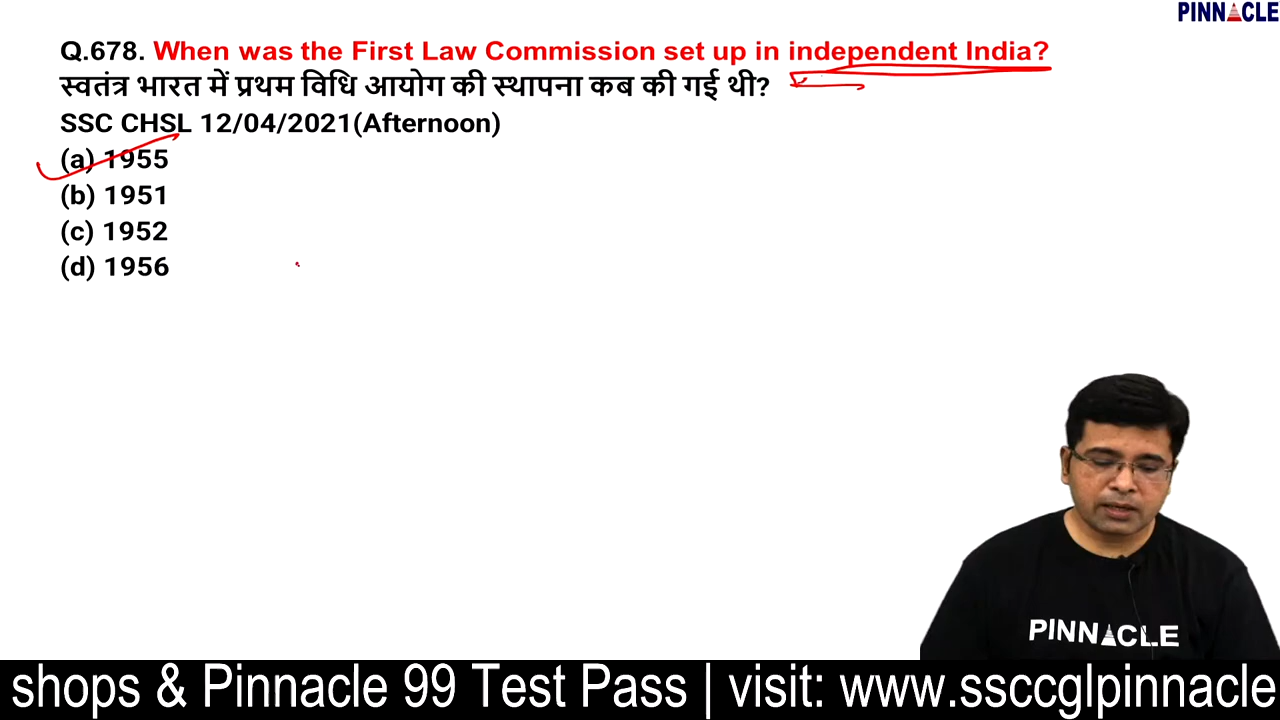 PINNACLE
Q.678. When was the First Law Commission set up in independent India?
स्वतंत्र भारत में प्रथम विधि आयोग की स्थापना कब की गई थी?
SSC CHSL 12/04/2021(Afternoon)
(a) 1955
(b) 1951
(c) 1952
(d) 1956
PINNACLE
shops & Pinnacle 99 Test Pass | visit: www.ssccglpinnacle